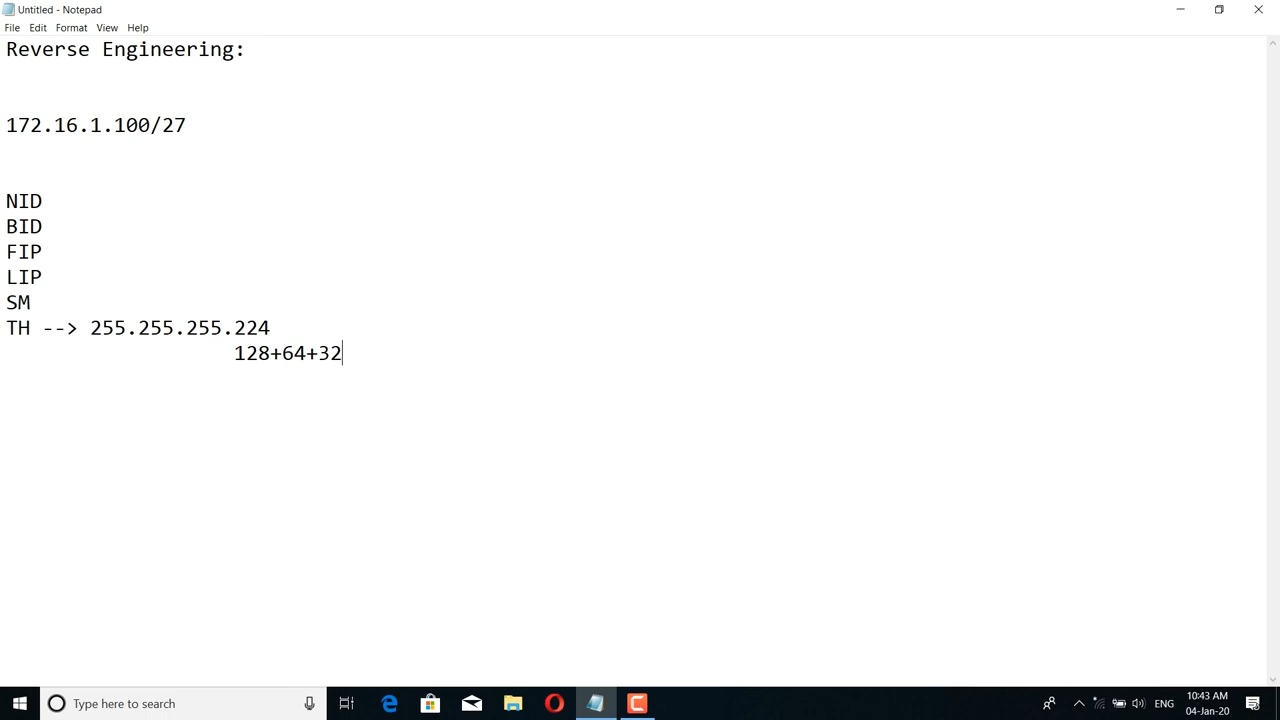 Untitled - Notepad
File Edit Format View Help
Reverse Engineering:
172.16.1.100/27
NID
BID
FIP
LIP
SM
TH --> 255.255.255.224
128+64+32
Type here to search
ENG
10:43 AM
04-Jan-20